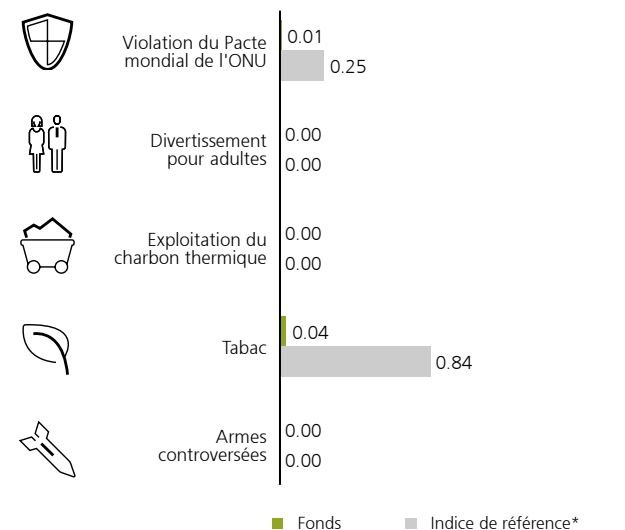 Violation du Pacte
mondial de l'ONU
0.01
0.25
Divertissement
pour adultes
0.00
0.00
Exploitation du
charbon thermique
0.00
0.00
Tabac
0.04
0.84
Armes
controversées
0.00
0.00
Fonds
Indice de référence*